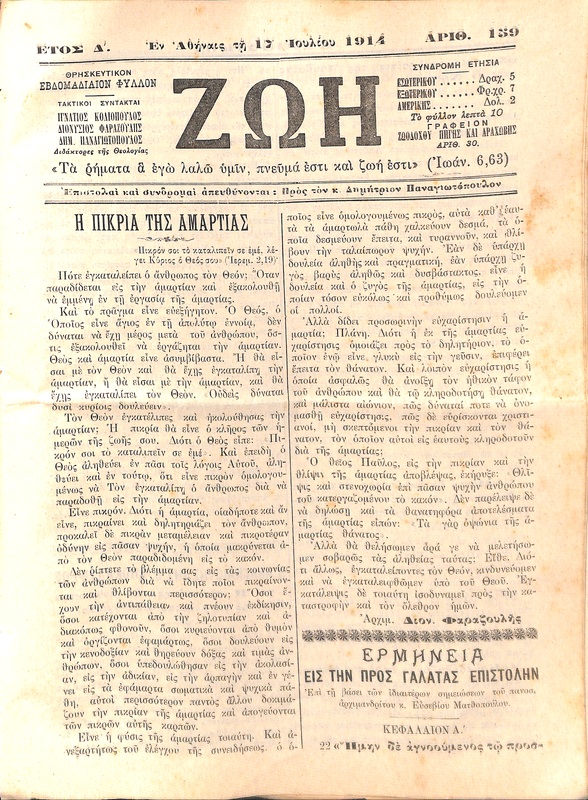 ΕΤΟΣ Δ΄. Ἐν Ἀθήναις τῇ 17 Ἰουλίου 1914 ΑΡΙΘ. 159
ΘΡΗΣΚΕΥΤΙΚΟΝ
ΕΒΔΟΜΑΔΙΑΙΟΝ ΦΥΛΛΟΝ
ΤΑΚΤΙΚΟΙ ΣΥΝΤΑΚΤΑΙ
ΙΓΝΑΤΙΟΣ ΚΟΛΙΟΠΟΥΛΟΣ
ΔΙΟΝΥΣΙΟΣ ΦΑΡΑΖΟΥΛΗΣ
ΔΗΜ. ΠΑΝΑΓΙΩΤΟΠΟΥΛΟΣ
Διδάκτορες τῆς Θεολογίας
ΖΩΗ
ΣΥΝΔΡΟΜΗ ΕΤΗΣΙΑ
ΕΣΩΤΕΡΙΚΟΥ...... Δραχ. 5
ΕΞΩΤΕΡΙΚΟΥ...... Φρ.χρ. 7
ΑΜΕΡΙΚΗΣ....... Δολ. 2
Τὸ φύλλον λεπτὰ 10
ΓΡΑΦΕΙΟΝ
ΖΩΟΔΟΧΟΥ ΠΗΓΗΣ ΚΑΙ ΑΡΑΧΩΒΗΣ
ΑΡΙΘ. 30.
«Τὰ ῥήματα ἃ ἐγὼ λαλῶ ὑμῖν, πνεῦμά ἐστι καὶ ζωή ἐστι» (Ἰωάν. 6,63)
Ἐπιστολαὶ καὶ συνδρομαὶ ἀπευθύνονται: Πρὸς τὸν κ. Δημήτριον Παναγιωτόπουλον
Η ΠΙΚΡΙΑ ΤΗΣ ΑΜΑΡΤΙΑΣ
«Πικρόν σοι τὸ καταλιπεῖν σε ἐμέ, λέ-
γει Κύριος ὁ Θεός σου» (Ἱερεμ. 2,19)
Πότε ἐγκαταλείπει ὁ ἄνθρωπος τὸν Θεόν; Ὅταν
παραδίδεται εἰς τὴν ἁμαρτίαν καὶ ἐξακολουθῇ
νὰ ἐμμένῃ ἐν τῇ ἐργασίᾳ τῆς ἁμαρτίας.
Καὶ τὸ πρᾶγμα εἶνε εὐεξήγητον. Ὁ Θεός, ὁ
Ὁποῖος εἶνε ἅγιος ἐν τῇ ἀπολύτῳ ἐννοίᾳ, δὲν
δύναται νὰ ἔχῃ μέρος μετὰ τοῦ ἀνθρώπου, ὅσ-
τις ἐξακολουθεῖ νὰ ἐργάζηται τὴν ἁμαρτίαν.
Θεὸς καὶ ἁμαρτία εἶνε ἀσυμβίβαστα. Ἢ θὰ εἶ-
σαι μὲ τὸν Θεὸν καὶ θὰ ἔχῃς ἐγκαταλίπῃ τὴν
ἁμαρτίαν, ἢ θὰ εἶσαι μὲ τὴν ἁμαρτίαν, καὶ θὰ
ἔχῃς ἐγκαταλίπει τὸν Θεόν. Οὐδεὶς δύναται
δυσὶ κυρίοις δουλεύειν».
Τὸν Θεὸν ἐγκατέλιπες καὶ ἠκολούθησας τὴν
ἁμαρτίαν; Ἡ πικρία θὰ εἶνε ὁ κλῆρος τῶν ἡ-
μερῶν τῆς ζωῆς σου. Διότι ὁ Θεὸς εἶπε: «Πι-
κρόν σοι τὸ καταλιπεῖν σε ἐμέ». Καὶ ἐπειδὴ ὁ
Θεὸς ἀληθεύει ἐν πᾶσι τοῖς λόγοις Αὐτοῦ, ἀλη-
θεύει καὶ ἐν τούτῳ, ὅτι εἶνε πικρὸν ὁμολογου-
μένως νὰ Τὸν ἐγκαταλίπῃ ὁ ἄνθρωπος διὰ νὰ
παραδοθῇ εἰς τὴν ἁμαρτίαν.
Εἶνε πικρόν. Διότι ἡ ἁμαρτία, οἱαδήποτε καὶ ἂν
εἶνε, πικραίνει καὶ δηλητηριάζει τὸν ἄνθρωπον,
προκαλεῖ δὲ πικρὰν μεταμέλειαν καὶ πικροτέραν
ὀδύνην εἰς πᾶσαν ψυχήν, ἡ ὁποία μακρύνεται ἀ-
πὸ τὸν Θεὸν παραδοδομένη εἰς τὸ κακόν.
Δὲν ῥίπτετε τὸ βλέμμα σας εἰς τὰς κοινωνίας
τῶν ἀνθρώπων διὰ νὰ ἴδητε ποῖοι πικραίνον-
ται καὶ θλίβονται περισσότερον; Ὅσοι ἔ-
χουν τὴν ἀντιπάθειαν καὶ πνέουν ἐκδίκησιν,
ὅσοι κατέχονται ἀπὸ τὴν ζηλοτυπίαν καὶ ἀ-
διακόπως φθονοῦν, ὅσοι κυριεύονται ἀπὸ θυμὸν
καὶ ὀργίζονται ἐφαμάρτως, ὅσοι δουλεύουν εἰς
τὴν κενοδοξίαν καὶ θηρεύουν δόξας καὶ τιμὰς ἀν-
θρώπων, ὅσοι ὑπεδουλώθησαν εἰς τὴν ἀκολασί-
αν, εἰς τὴν ἀδικίαν, εἰς τὴν ἁρπαγὴν καὶ ἐν γέ-
νει εἰς τὰ ἐφάμαρτα σωματικὰ καὶ ψυχικὰ πά-
θη, αὐτοὶ περισσότερον παντὸς ἄλλου δοκιμά-
ζουν τὴν πικρίαν τῆς ἁμαρτίας καὶ ἀπογεύονται
τῶν πικρῶν αὐτῆς καρπῶν.
Εἶνε ἡ φύσις τῆς ἁμαρτίας τοιαύτη. Καὶ ἀ-
νεξαρτήτως τοῦ ἐλέγχου τῆς συνειδήσεως, ὁ ὁ-
ποῖος εἶνε ὁμολογουμένως πικρός, αὐτὰ καθ᾽ἑαυ-
τὰ τὰ ἁμαρτωλὰ πάθη χαλκεύουν δεσμά, τὰ ὁ-
ποῖα δεσμεύουν ἔπειτα, καὶ τυραννοῦν, καὶ θλί-
βουν τὴν ταλαίπωρον ψυχήν. Ἐὰν δὲ ὑπάρχῃ
δουλεία ἀληθὴς καὶ πραγματική, ἐὰν ὑπάρχῃ ζυ-
γὸς βαρὺς ἀληθῶς καὶ δυσβάστακτος, εἶνε ἡ
δουλεία καὶ ὁ ζυγὸς τῆς ἁμαρτίας, εἰς τὴν ὁ-
ποίαν τόσον εὐκόλως καὶ προθύμως δουλεύομεν
οἱ πολλοί.
Ἀλλὰ δίδει προσωρινὴν εὐχαρίστησιν ἡ ἁ-
μαρτία; Πλάνη. Διότι ἡ ἐκ τῆς ἁμαρτίας εὐ-
χαρίστησις ὁμοιάζει πρὸς τὸ δηλητήριον, τὸ ὁ-
ποῖον ἐνῷ εἶνε, γλυκὺ εἰς τὴν γεῦσιν, ἐπιφέρει
ἔπειτα τὸν θάνατον. Καὶ λοιπὸν εὐχαρίστησις ἡ
ὁποία ἀσφαλῶς θὰ ἀνοίξῃ τὸν ἠθικὸν τάφον
τοῦ ἀνθρώπου καὶ θὰ τῷ κληροδοτήσῃ θάνατον,
καὶ μάλιστα αἰώνιον, πῶς δύναταί ποτε νὰ ὀνο-
μασθῇ εὐχαρίστησις, πῶς δὲ εὑρίσκονται χριστι-
ανοί, μὴ σκεπτόμενοι τὴν πικρίαν καὶ τὸν θά-
νατον, τὸν ὁποῖον αὐτοὶ εἰς ἑαυτοὺς κληροδοτοῦν
διὰ τῆς ἁμαρτίας;
Ὁ θεῖος Παῦλος, εἰς τὴν πικρίαν καὶ τὴν
θλῖψιν τῆς ἁμαρτίας ἀποβλέψας, ἐκήρυξε: Θλῖ-
ψις καὶ στενοχωρία ἐπὶ πᾶσαν ψυχὴν ἀνθρώπου
τοῦ κατεργαζομένου τὸ κακόν». Δὲν παρέλειψε δὲ
νὰ δηλώσῃ καὶ τὰ θανατηφόρα ἀποτελέσματα
τῆς ἁμαρτίας εἰπών: «Τὰ γὰρ ὀψώνια τῆς ἁ-
μαρτίας θάνατος».
Ἀλλὰ θὰ θελήσωμεν ἆρά γε νὰ μελετήσω-
μεν σοβαρῶς τὰς ἀληθείας ταύτας; Εἴθε. Διό-
τι ἄλλως, ἐγκαταλείποντες τὸν Θεόν, κινδυνεύομεν
καὶ νὰ ἐγκαταλειφθῶμεν ὑπὸ τοῦ Θεοῦ. Ἐγ-
κατάλειψις δὲ τοιαύτη ἰσοδυναμεῖ πρὸς τὴν κα-
ταστροφὴν καὶ τὸν ὄλεθρον ἡμῶν.
Ἀρχιμ. Διον. Φαραζουλῆς
ΕΡΜΗΝΕΙΑ
ΕΙΣ ΤΗΝ ΠΡΟΣ ΓΑΛΑΤΑΣ ΕΠΙΣΤΟΛΗΝ
Ἐπὶ τῇ βάσει τῶν ἰδιαιτέρων σημειώσεων τοῦ πανοσ.
ἀρχιμανδρίτου κ. Εὐσεβίου Ματθοπούλου.
ΚΕΦΑΛΑΙΟΝ Α΄.
22 «Ἤμην δὲ ἀγνοούμενος τῷ προσ-